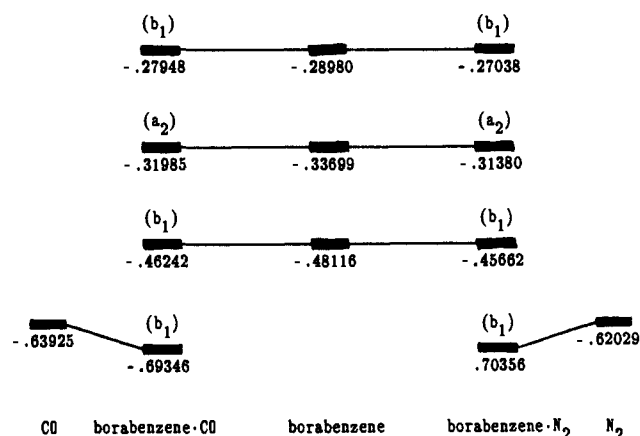 (b₁) (b₁)
-.27948 -.28980 -.27038
(a₂) (a₂)
-.31985 -.33699 -.31380
(b₁) (b₁)
-.46242 -.48116 -.45662
(b₁) (b₁)
-.63925 -.62029
-.69346 .70356
CO borabenzene·CO borabenzene borabenzene·N₂ N₂